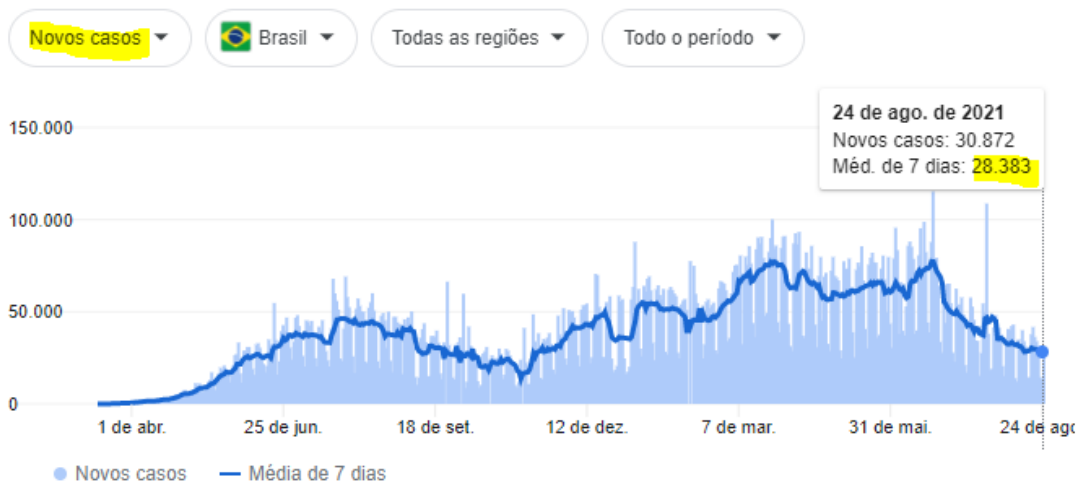 Novos casos Brasil Todas as regiões Todo o período
24 de ago. de 2021
Novos casos: 30.872
Méd. de 7 dias: 28.383
150.000
100.000
50.000
0
1 de abr. 25 de jun. 18 de set. 12 de dez. 7 de mar. 31 de mai. 24 de ago
Novos casos Média de 7 dias